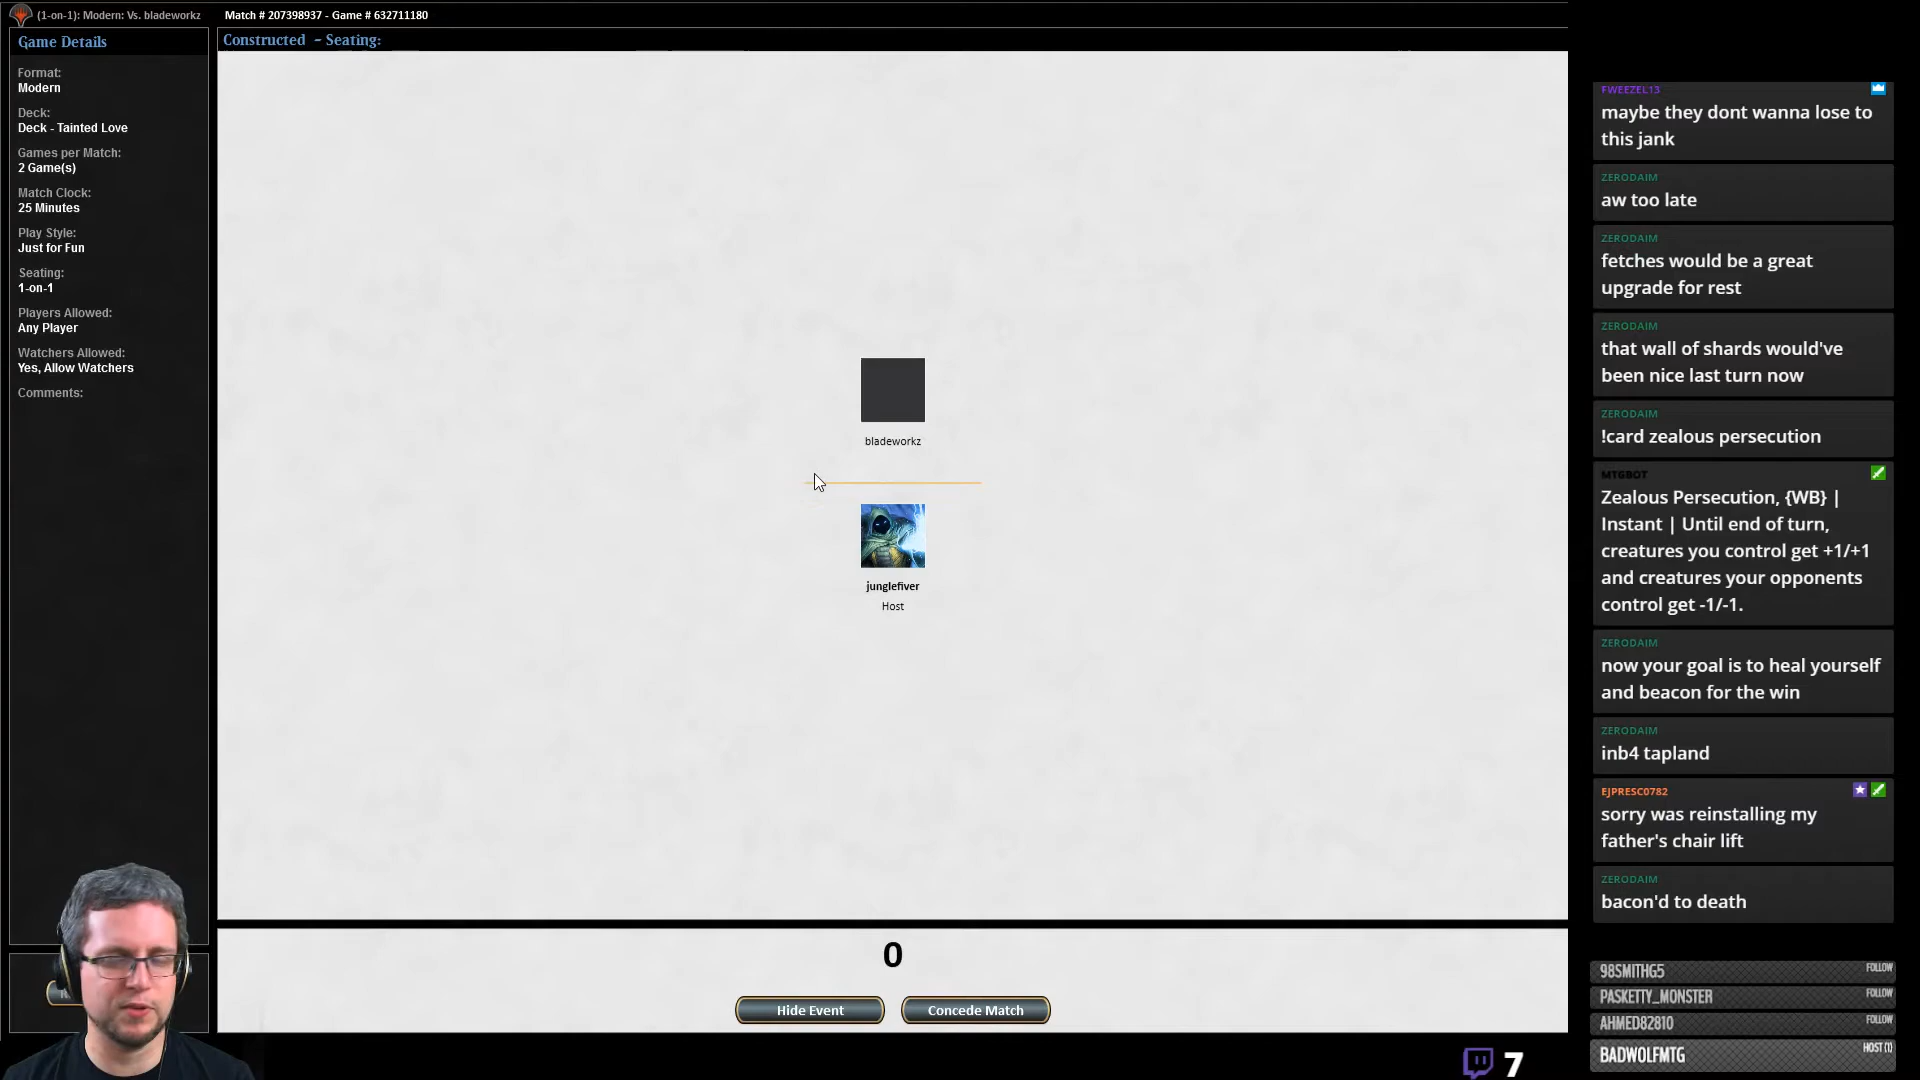 (1-on-1): Modern: Vs. bladeworkz
Match # 207398937 - Game # 632711180
Game Details
Constructed - Seating:
Format:
Modern
Deck:
Deck - Tainted Love
Games per Match:
2 Game(s)
Match Clock:
25 Minutes
Play Style:
Just for Fun
Seating:
1-on-1
Players Allowed:
Any Player
Watchers Allowed:
Yes, Allow Watchers
Comments:
bladeworkz
junglefiver
Host
0
Hide Event
Concede Match
7
FWEEZEL13
maybe they dont wanna lose to
this jank
ZERODAIM
aw too late
ZERODAIM
fetches would be a great
upgrade for rest
ZERODAIM
that wall of shards would've
been nice last turn now
ZERODAIM
!card zealous persecution
MTGBOT
Zealous Persecution, {WB} |
Instant | Until end of turn,
creatures you control get +1/+1
and creatures your opponents
control get -1/-1.
ZERODAIM
now your goal is to heal yourself
and beacon for the win
ZERODAIM
inb4 tapland
EJPRESC0782
sorry was reinstalling my
father's chair lift
ZERODAIM
bacon'd to death
98SMITHG5 FOLLOW
PASKETTY_MONSTER FOLLOW
AHMED82810 FOLLOW
BADWOLFMTG HOST (1)